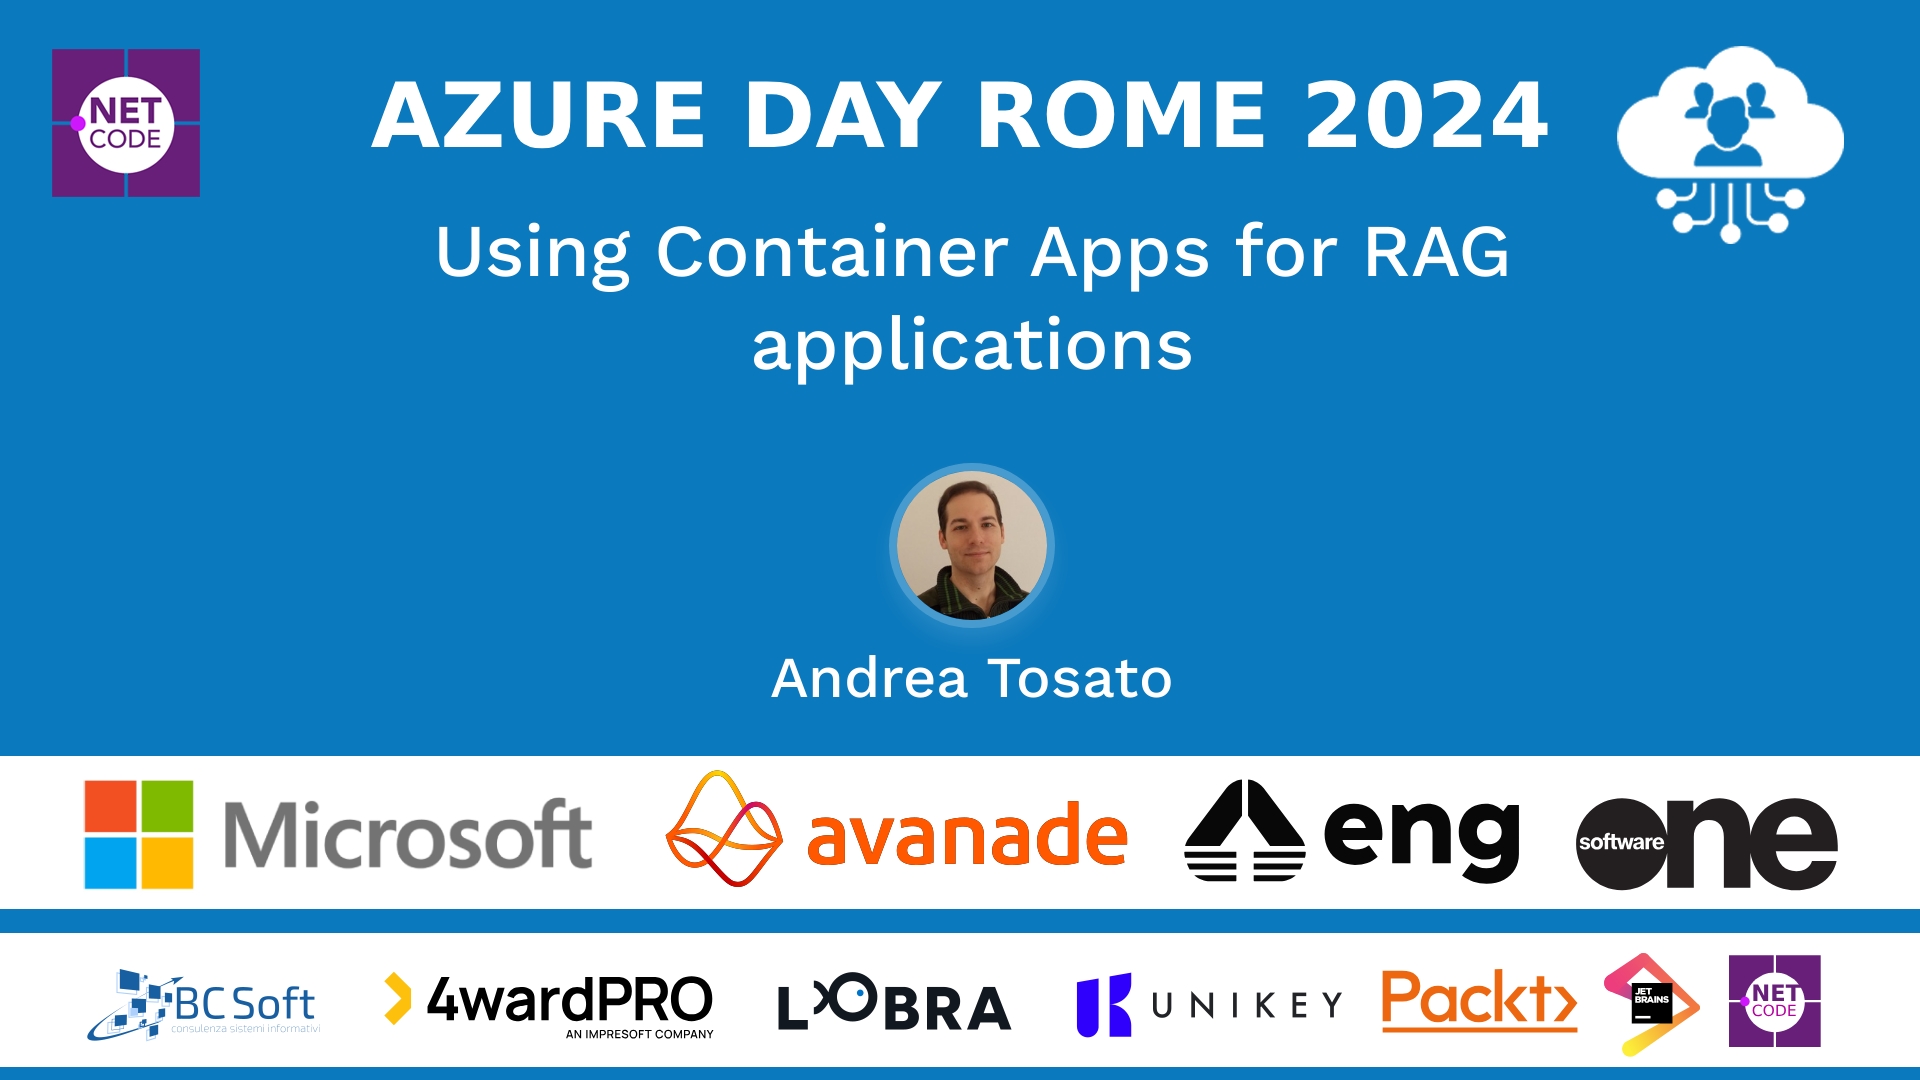 NET
CODE
AZURE DAY ROME 2024
Using Container Apps for RAG
applications
Andrea Tosato
Microsoft
avanade
eng
software
one
BC Soft
consulenza sistemi informativi
4wardPRO
AN IMPRESOFT COMPANY
LOBRA
UNIKEY
Packt>
JET
BRAINS
NET
CODE